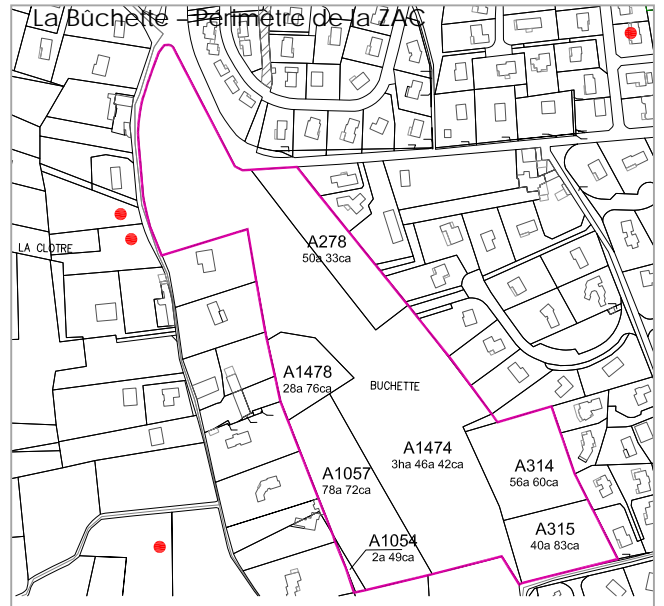 La Bûchette – Périmètre de la ZAC
A278
50a 33ca
LA CLOTRE
A1478
28a 76ca
BUCHETTE
A1474
3ha 46a 42ca
A314
56a 60ca
A1057
78a 72ca
A315
40a 83ca
A1054
2a 49ca